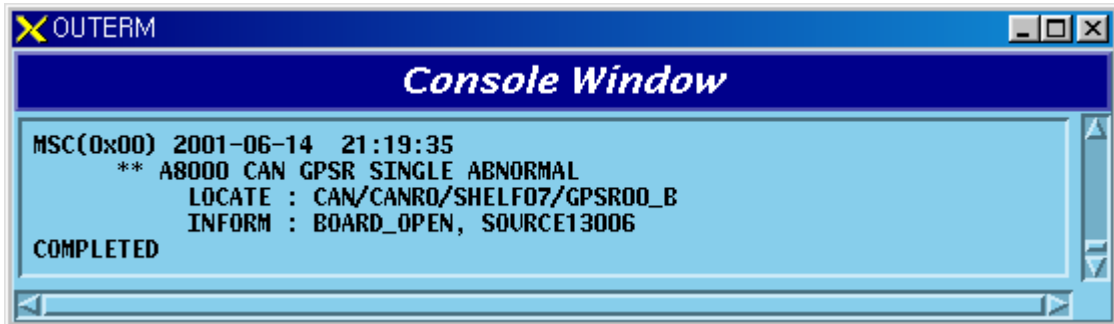 OUTERM
Console Window
MSC(0x00) 2001-06-14 21:19:35
** A8000 CAN GPSR SINGLE ABNORMAL
LOCATE : CAN/CANRO/SHELF07/GPSR00_B
INFORM : BOARD_OPEN, SOURCE13006
COMPLETED